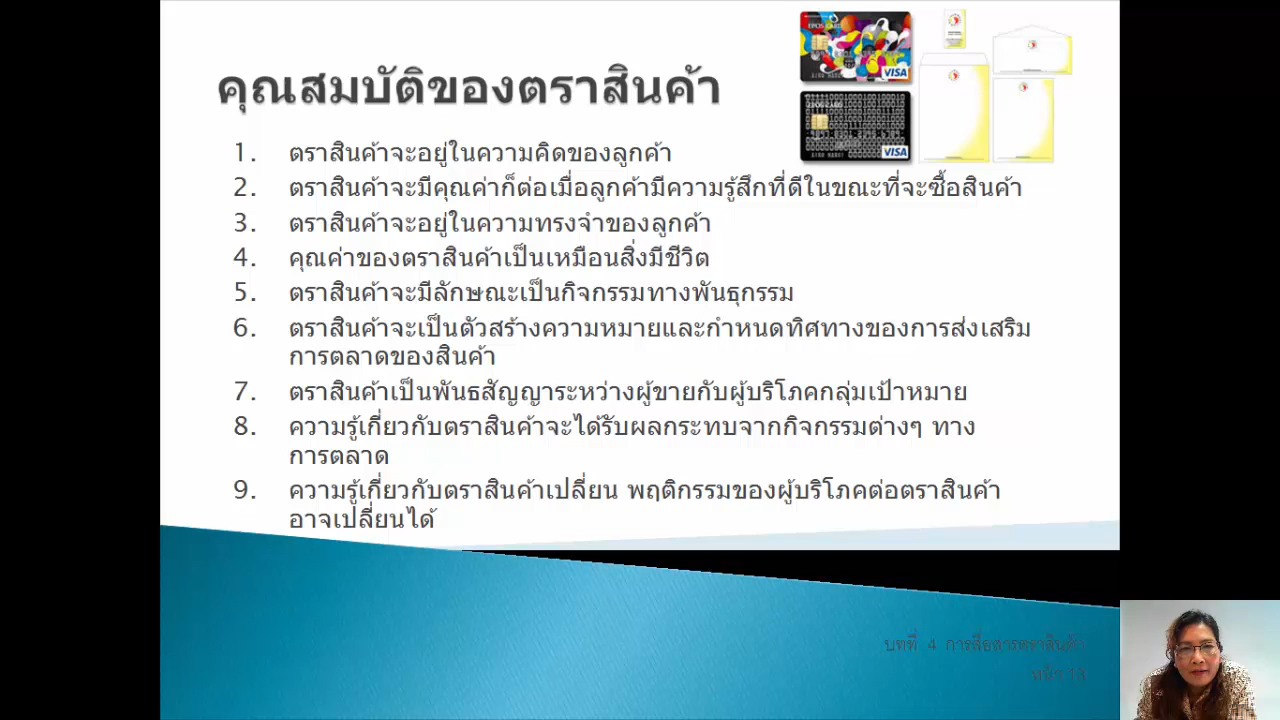 คุณสมบัติของตราสินค้า
1. ตราสินค้าจะอยู่ในความคิดของลูกค้า
2. ตราสินค้าจะมีคุณค่าก็ต่อเมื่อลูกค้ามีความรู้สึกที่ดีในขณะที่จะซื้อสินค้า
3. ตราสินค้าจะอยู่ในความทรงจำของลูกค้า
4. คุณค่าของตราสินค้าเป็นเหมือนสิ่งมีชีวิต
5. ตราสินค้าจะมีลักษณะเป็นกิจกรรมทางพันธุกรรม
6. ตราสินค้าจะเป็นตัวสร้างความหมายและกำหนดทิศทางของการส่งเสริม
การตลาดของสินค้า
7. ตราสินค้าเป็นพันธสัญญาระหว่างผู้ขายกับผู้บริโภคกลุ่มเป้าหมาย
8. ความรู้เกี่ยวกับตราสินค้าจะได้รับผลกระทบจากกิจกรรมต่างๆ ทาง
การตลาด
9. ความรู้เกี่ยวกับตราสินค้าเปลี่ยน พฤติกรรมของผู้บริโภคต่อตราสินค้า
อาจเปลี่ยนได้
EPOS CARD
VISA
EPOS CARD
VISA
บทที่ 4 การสื่อสารตราสินค้า
หน้า 13